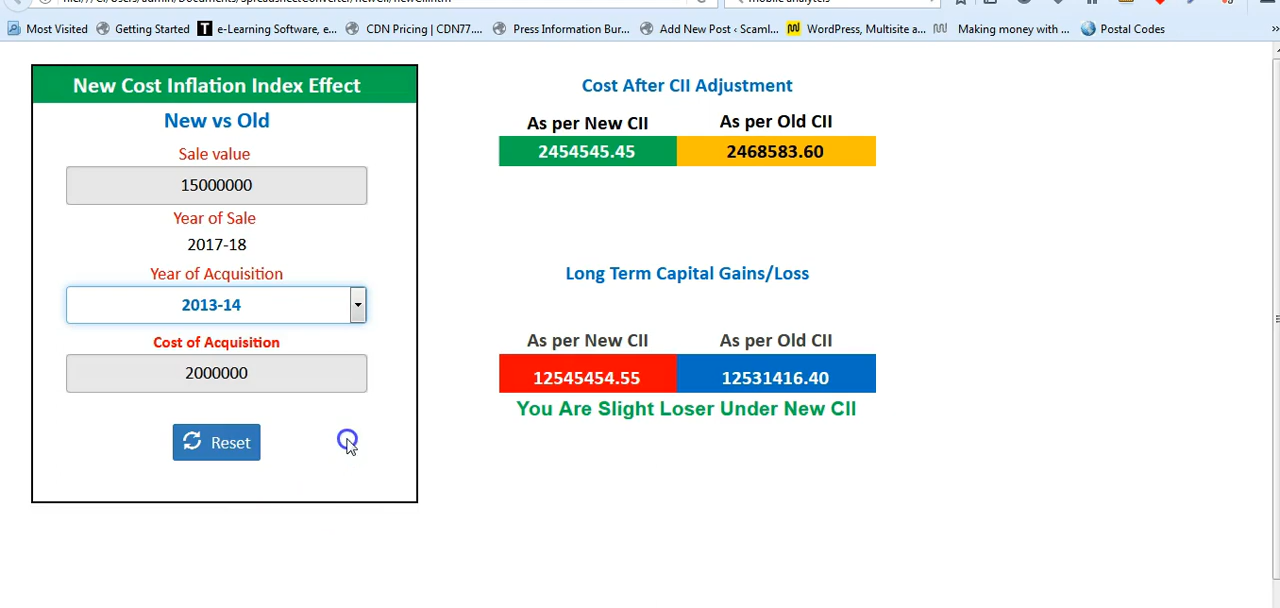 Most Visited Getting Started e-Learning Software, e... CDN Pricing | CDN77.... Press Information Bur... Add New Post ‹ Scaml... WordPress, Multisite a... Making money with ... Postal Codes »
New Cost Inflation Index Effect
New vs Old
Sale value
15000000
Year of Sale
2017-18
Year of Acquisition
2013-14
Cost of Acquisition
2000000
Reset
Cost After CII Adjustment
As per New CII As per Old CII
2454545.45 2468583.60
Long Term Capital Gains/Loss
As per New CII As per Old CII
12545454.55 12531416.40
You Are Slight Loser Under New CII